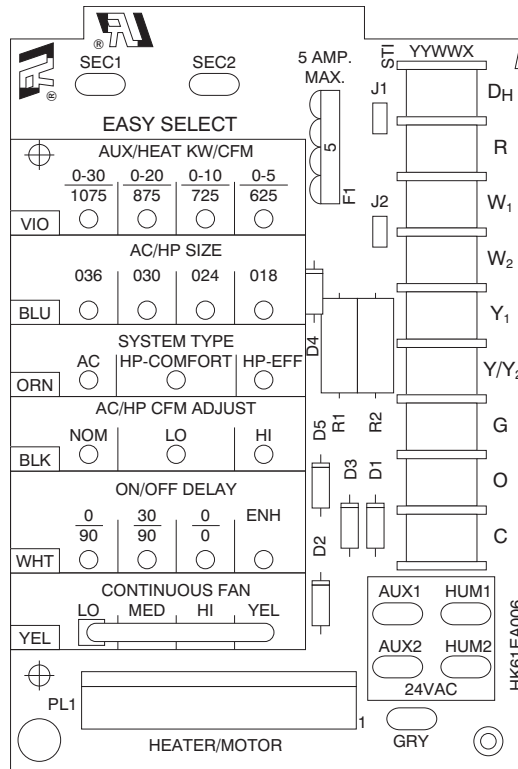 SEC1 SEC2
5 AMP.
MAX.
STI
YYWWX
EASY SELECT
AUX/HEAT KW/CFM
0-30 0-20 0-10 0-5
1075 875 725 625
VIO
AC/HP SIZE
036 030 024 018
BLU
SYSTEM TYPE
AC HP-COMFORT HP-EFF
ORN
AC/HP CFM ADJUST
NOM LO HI
BLK
ON/OFF DELAY
0 30 0 ENH
90 90 0
WHT
CONTINUOUS FAN
LO MED HI YEL
YEL
PL1
1
HEATER/MOTOR
5
F1
J1
J2
D4
R1
R2
D5
D3
D1
D2
DH
R
W1
W2
Y1
Y/Y2
G
O
C
AUX1 HUM1
AUX2 HUM2
24VAC
GRY
HK61EA006